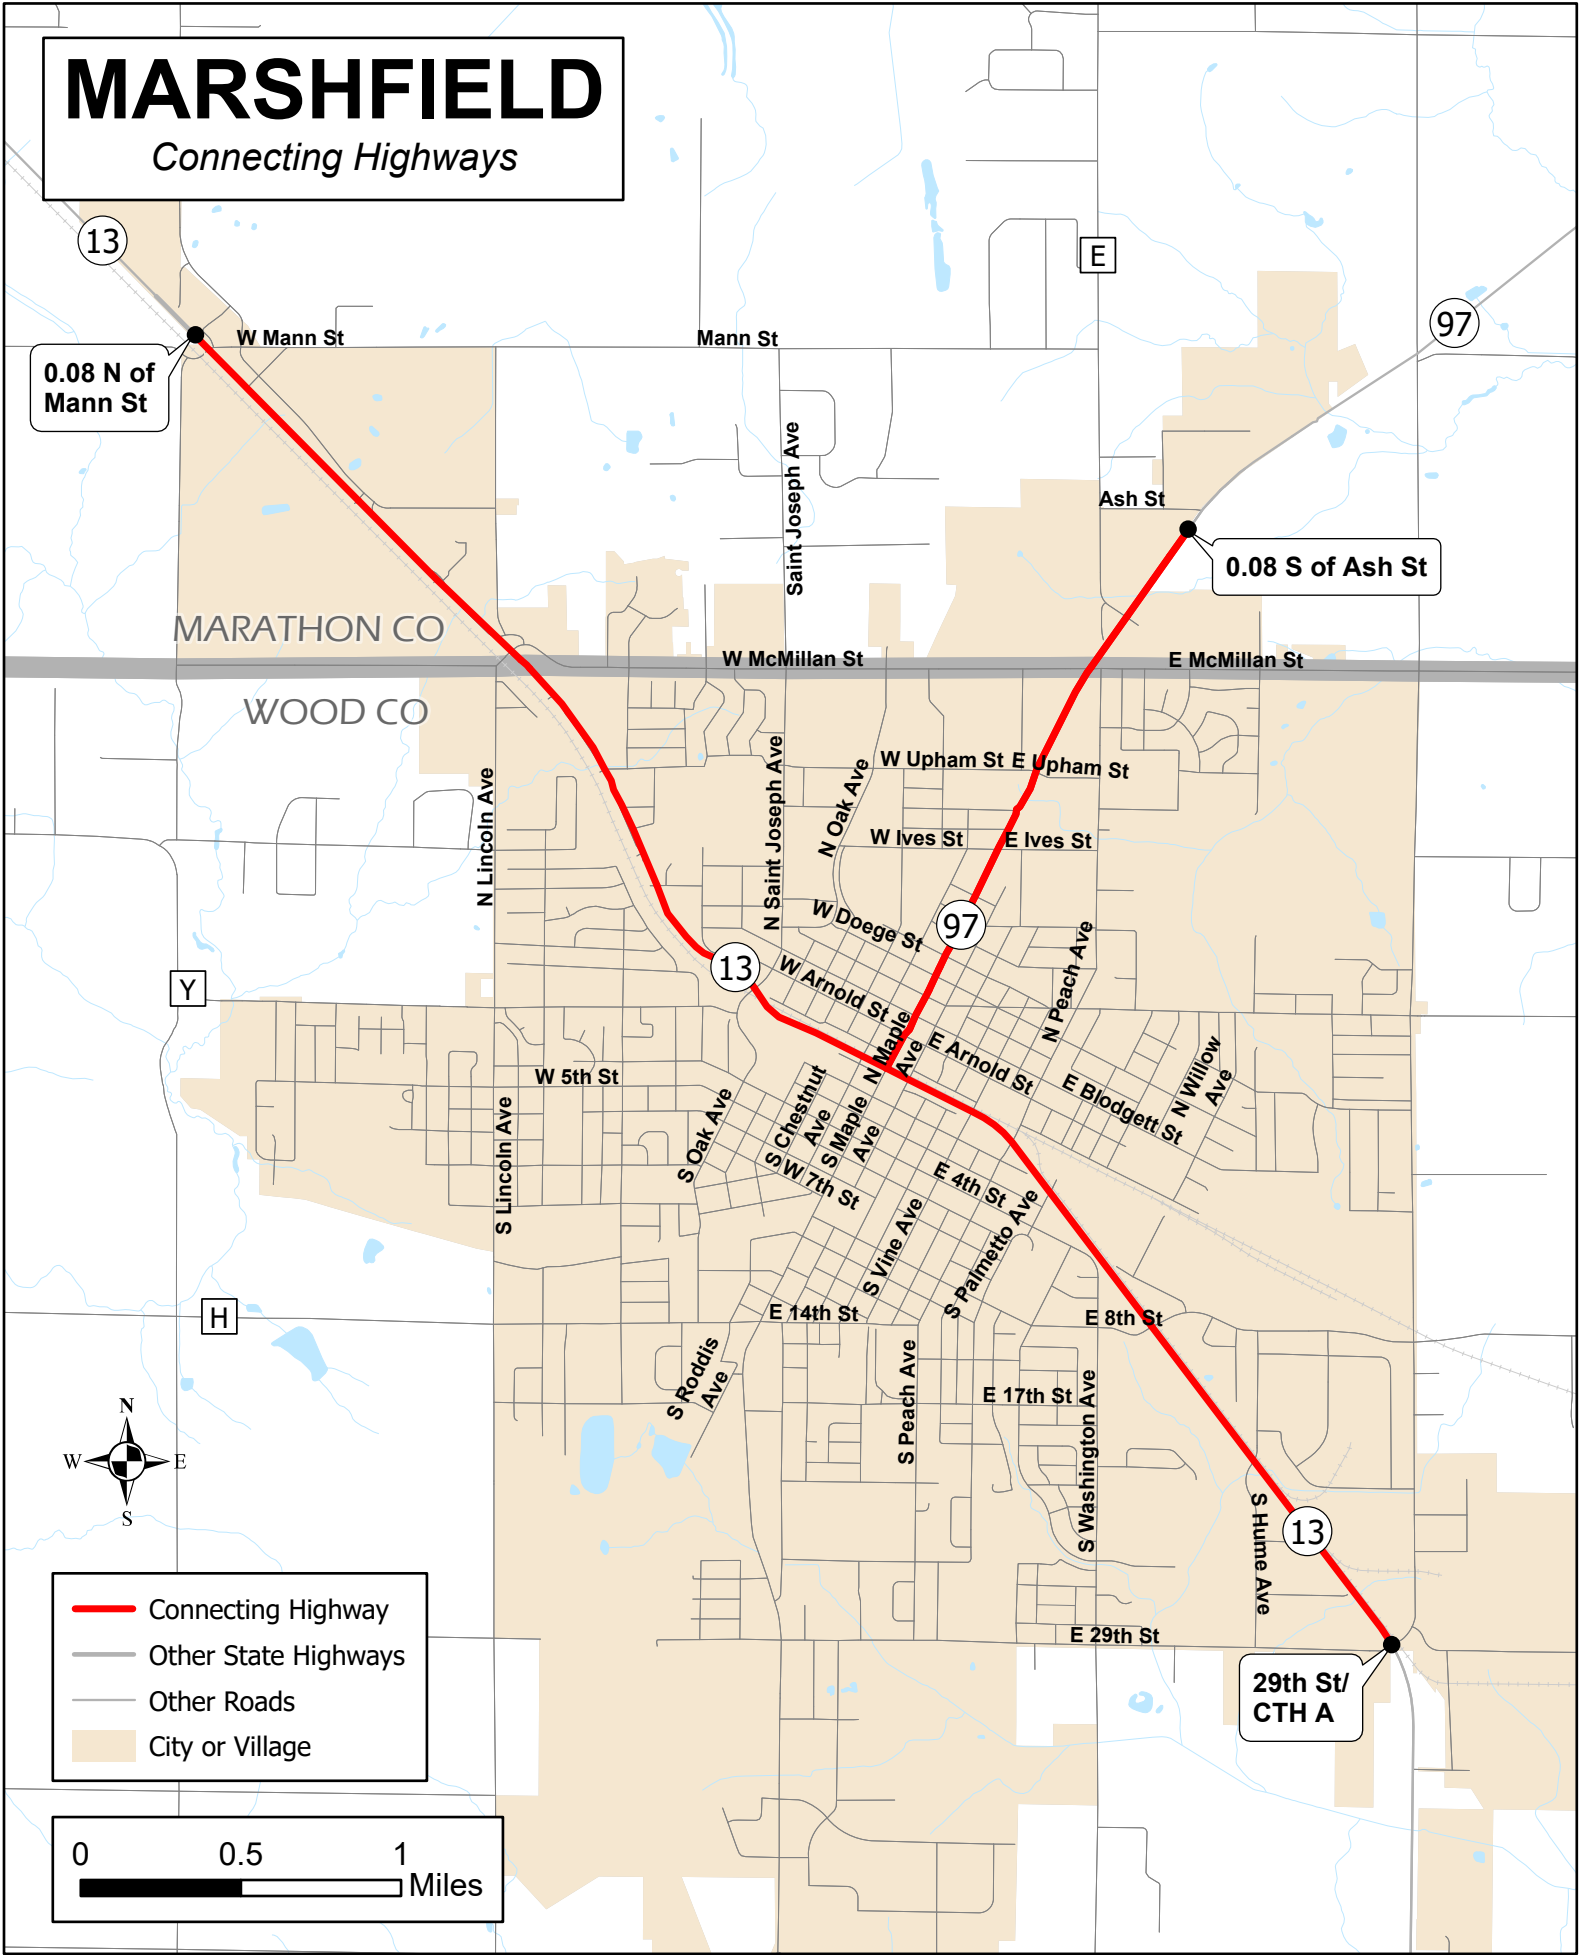 MARSHFIELD
Connecting Highways
13
E
97
W Mann St
Mann St
0.08 N of
Mann St
Saint Joseph Ave
Ash St
0.08 S of Ash St
MARATHON CO
W McMillan St
E McMillan St
WOOD CO
N Lincoln Ave
N Saint Joseph Ave
N Oak Ave
W Upham St
E Upham St
W Ives St
E Ives St
W Doege St
97
13
W Arnold St
N Peach Ave
Y
N Maple
Ave
E Arnold St
N Willow
Ave
E Blodgett St
W 5th St
S Lincoln Ave
S Oak Ave
S Chestnut
Ave
S Maple
Ave
W 7th St
E 4th St
S Vine Ave
S Palmetto Ave
H
E 14th St
E 8th St
S Roddis
Ave
S Peach Ave
E 17th St
S Washington Ave
S Hume Ave
13
N
W
E
S
Connecting Highway
Other State Highways
Other Roads
City or Village
E 29th St
29th St/
CTH A
0 0.5 1
Miles